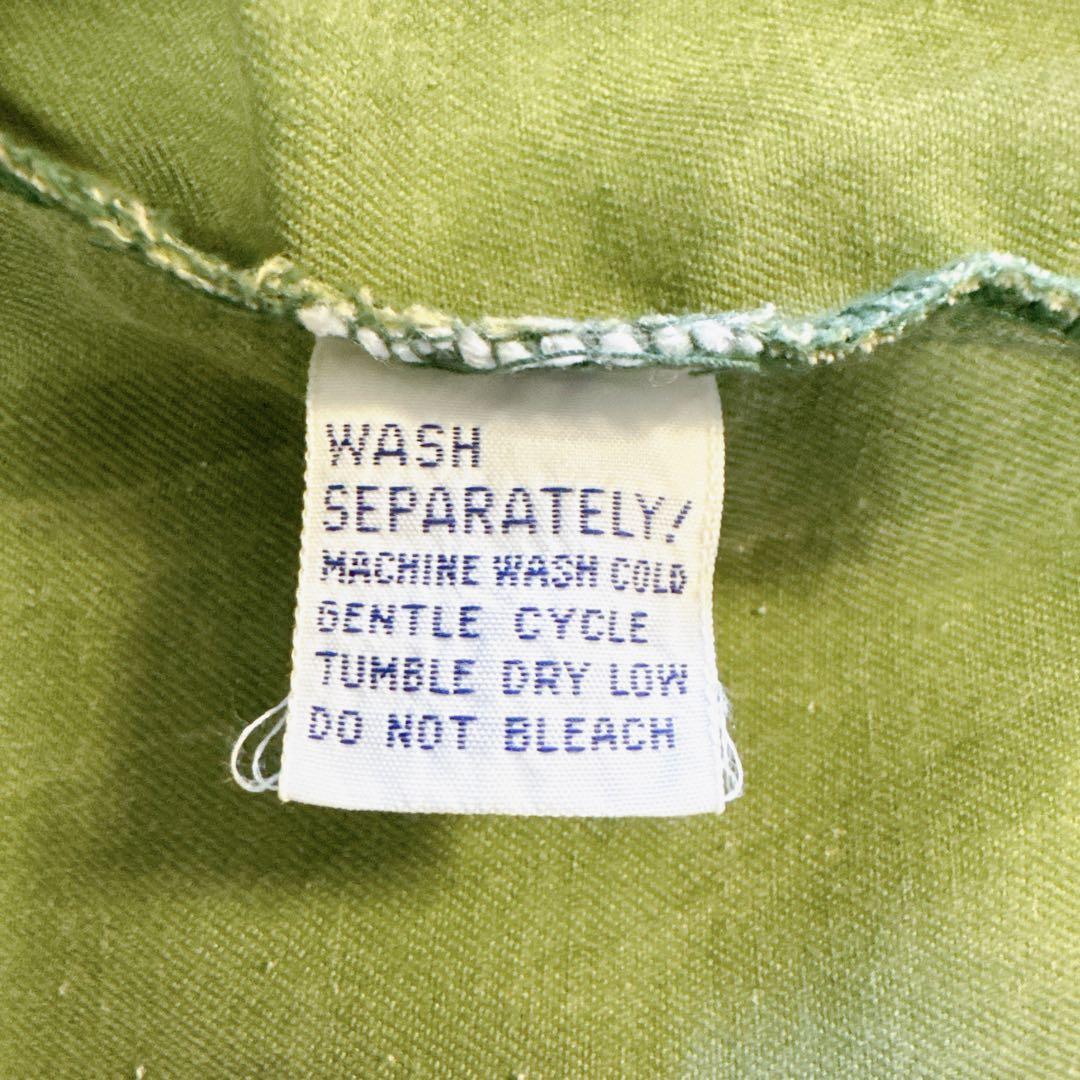 WASH
SEPARATELY!
MACHINE WASH COLD
GENTLE CYCLE
TUMBLE DRY LOW
DO NOT BLEACH